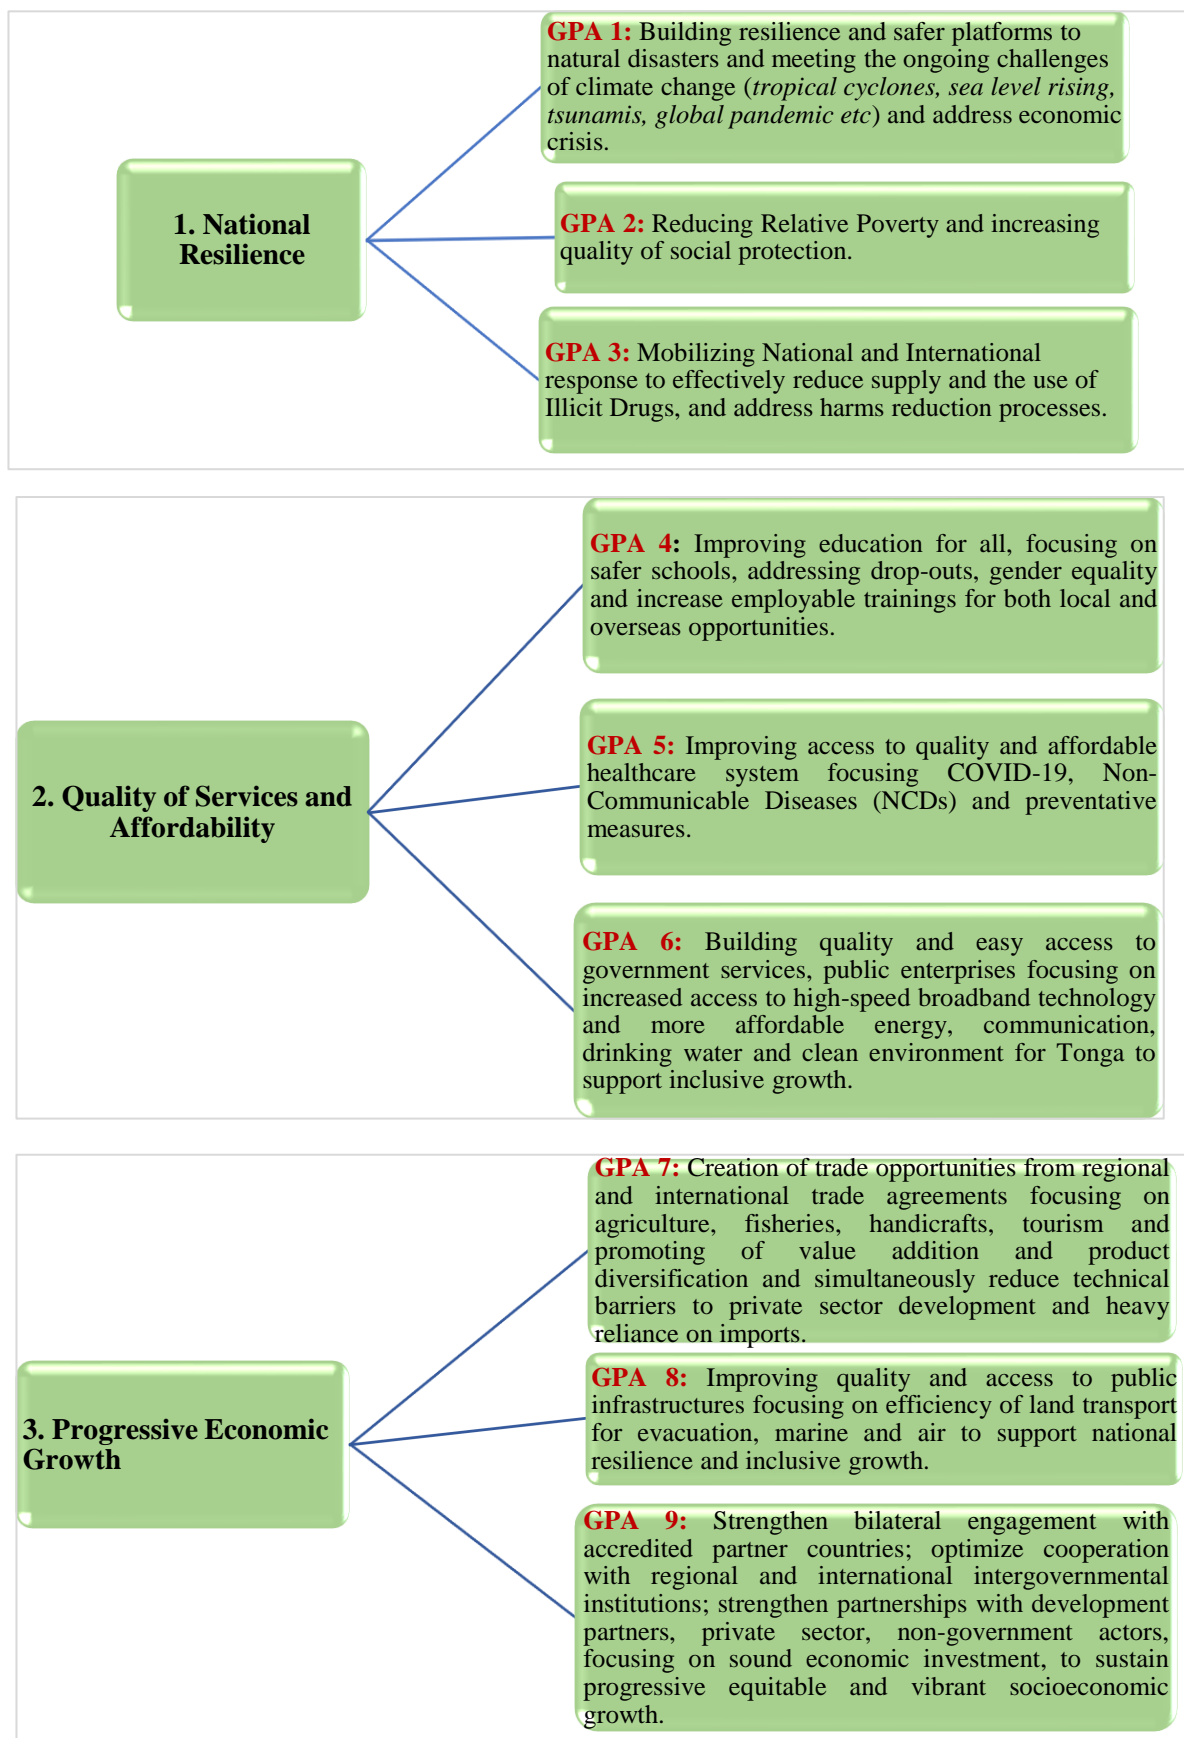 GPA 1: Building resilience and safer platforms to
natural disasters and meeting the ongoing challenges
of climate change (tropical cyclones, sea level rising,
tsunamis, global pandemic etc) and address economic
crisis.
1. National
Resilience
GPA 2: Reducing Relative Poverty and increasing
quality of social protection.
GPA 3: Mobilizing National and International
response to effectively reduce supply and the use of
Illicit Drugs, and address harms reduction processes.
GPA 4: Improving education for all, focusing on
safer schools, addressing drop-outs, gender equality
and increase employable trainings for both local and
overseas opportunities.
2. Quality of Services and
Affordability
GPA 5: Improving access to quality and affordable
healthcare system focusing COVID-19, Non-
Communicable Diseases (NCDs) and preventative
measures.
GPA 6: Building quality and easy access to
government services, public enterprises focusing on
increased access to high-speed broadband technology
and more affordable energy, communication,
drinking water and clean environment for Tonga to
support inclusive growth.
GPA 7: Creation of trade opportunities from regional
and international trade agreements focusing on
agriculture, fisheries, handicrafts, tourism and
promoting of value addition and product
diversification and simultaneously reduce technical
barriers to private sector development and heavy
reliance on imports.
3. Progressive Economic
Growth
GPA 8: Improving quality and access to public
infrastructures focusing on efficiency of land transport
for evacuation, marine and air to support national
resilience and inclusive growth.
GPA 9: Strengthen bilateral engagement with
accredited partner countries; optimize cooperation
with regional and international intergovernmental
institutions; strengthen partnerships with development
partners, private sector, non-government actors,
focusing on sound economic investment, to sustain
progressive equitable and vibrant socioeconomic
growth.